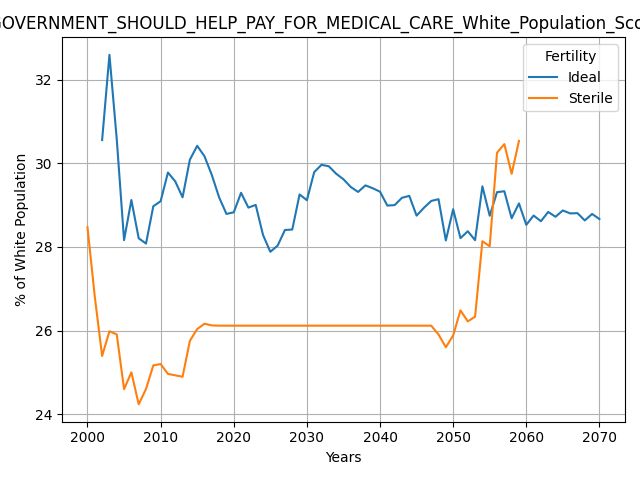 GOVERNMENT_SHOULD_HELP_PAY_FOR_MEDICAL_CARE_White_Population_Sco
Fertility
Ideal
Sterile
% of White Population
32
30
28
26
24
2000 2010 2020 2030 2040 2050 2060 2070
Years